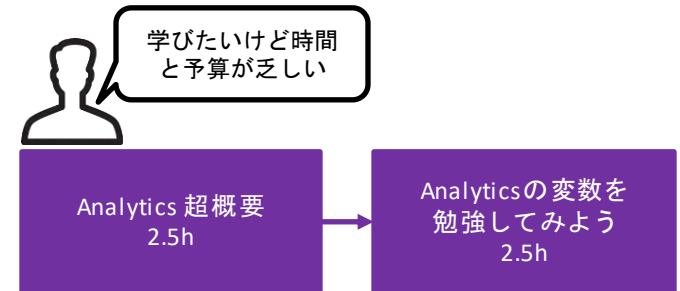 学びたいけど時間
と予算が乏しい
Analytics 超概要
2.5h
Analyticsの変数を
勉強してみよう
2.5h